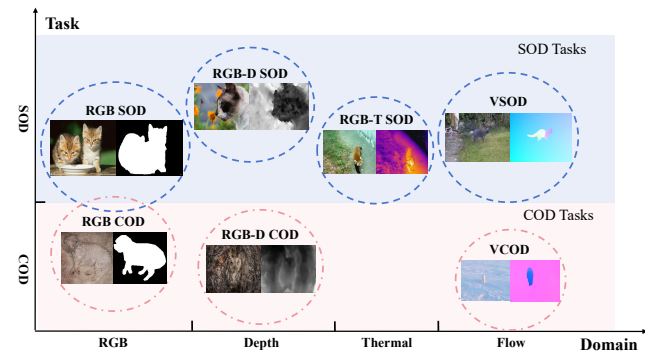 Task
SOD Tasks
RGB-D SOD
VSOD
RGB SOD
RGB-T SOD
SOD
COD Tasks
RGB COD
RGB-D COD
VCOD
COD
RGB
Depth
Thermal
Flow
Domain